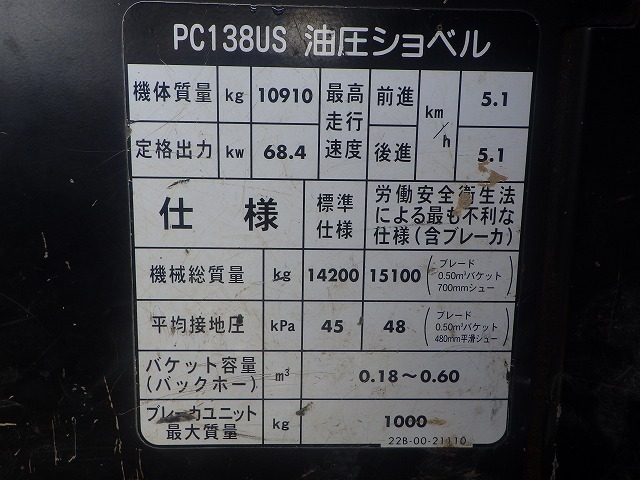 PC138US 油圧ショベル
機体質量 kg 10910 最高走行速度 前進 km/h 5.1
定格出力 kw 68.4 後進 5.1
仕様 標準仕様 労働安全衛生法による最も不利な仕様(含ブレーカ)
機械総質量 kg 14200 15100 (ブレード 0.50m³バケット 700mmシュー)
平均接地圧 kPa 45 48 (ブレード 0.50m³バケット 480mm平滑シュー)
バケット容量(バックホー) m³ 0.18～0.60
ブレーカユニット最大質量 kg 1000
22B-00-21110